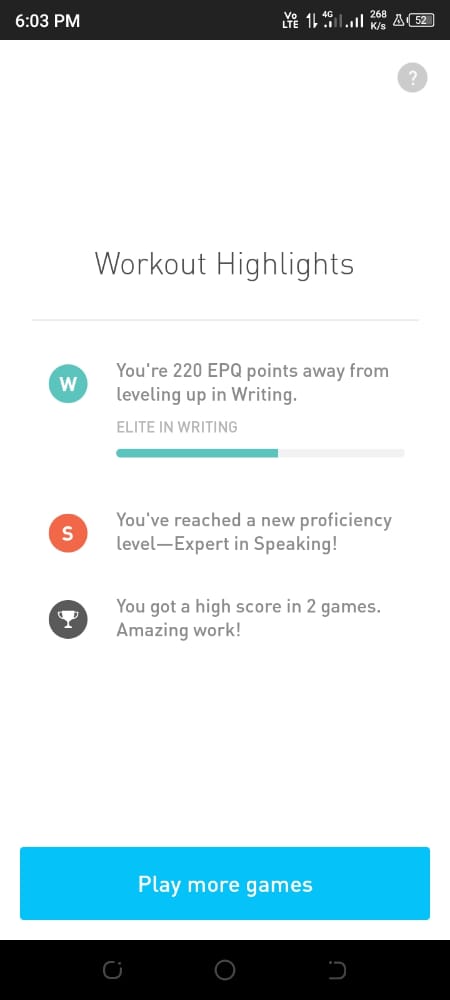 6:03 PM Vo LTE 4G 268 K/s 52
?
Workout Highlights
W
You're 220 EPQ points away from
leveling up in Writing.
ELITE IN WRITING
S
You've reached a new proficiency
level—Expert in Speaking!
You got a high score in 2 games.
Amazing work!
Play more games